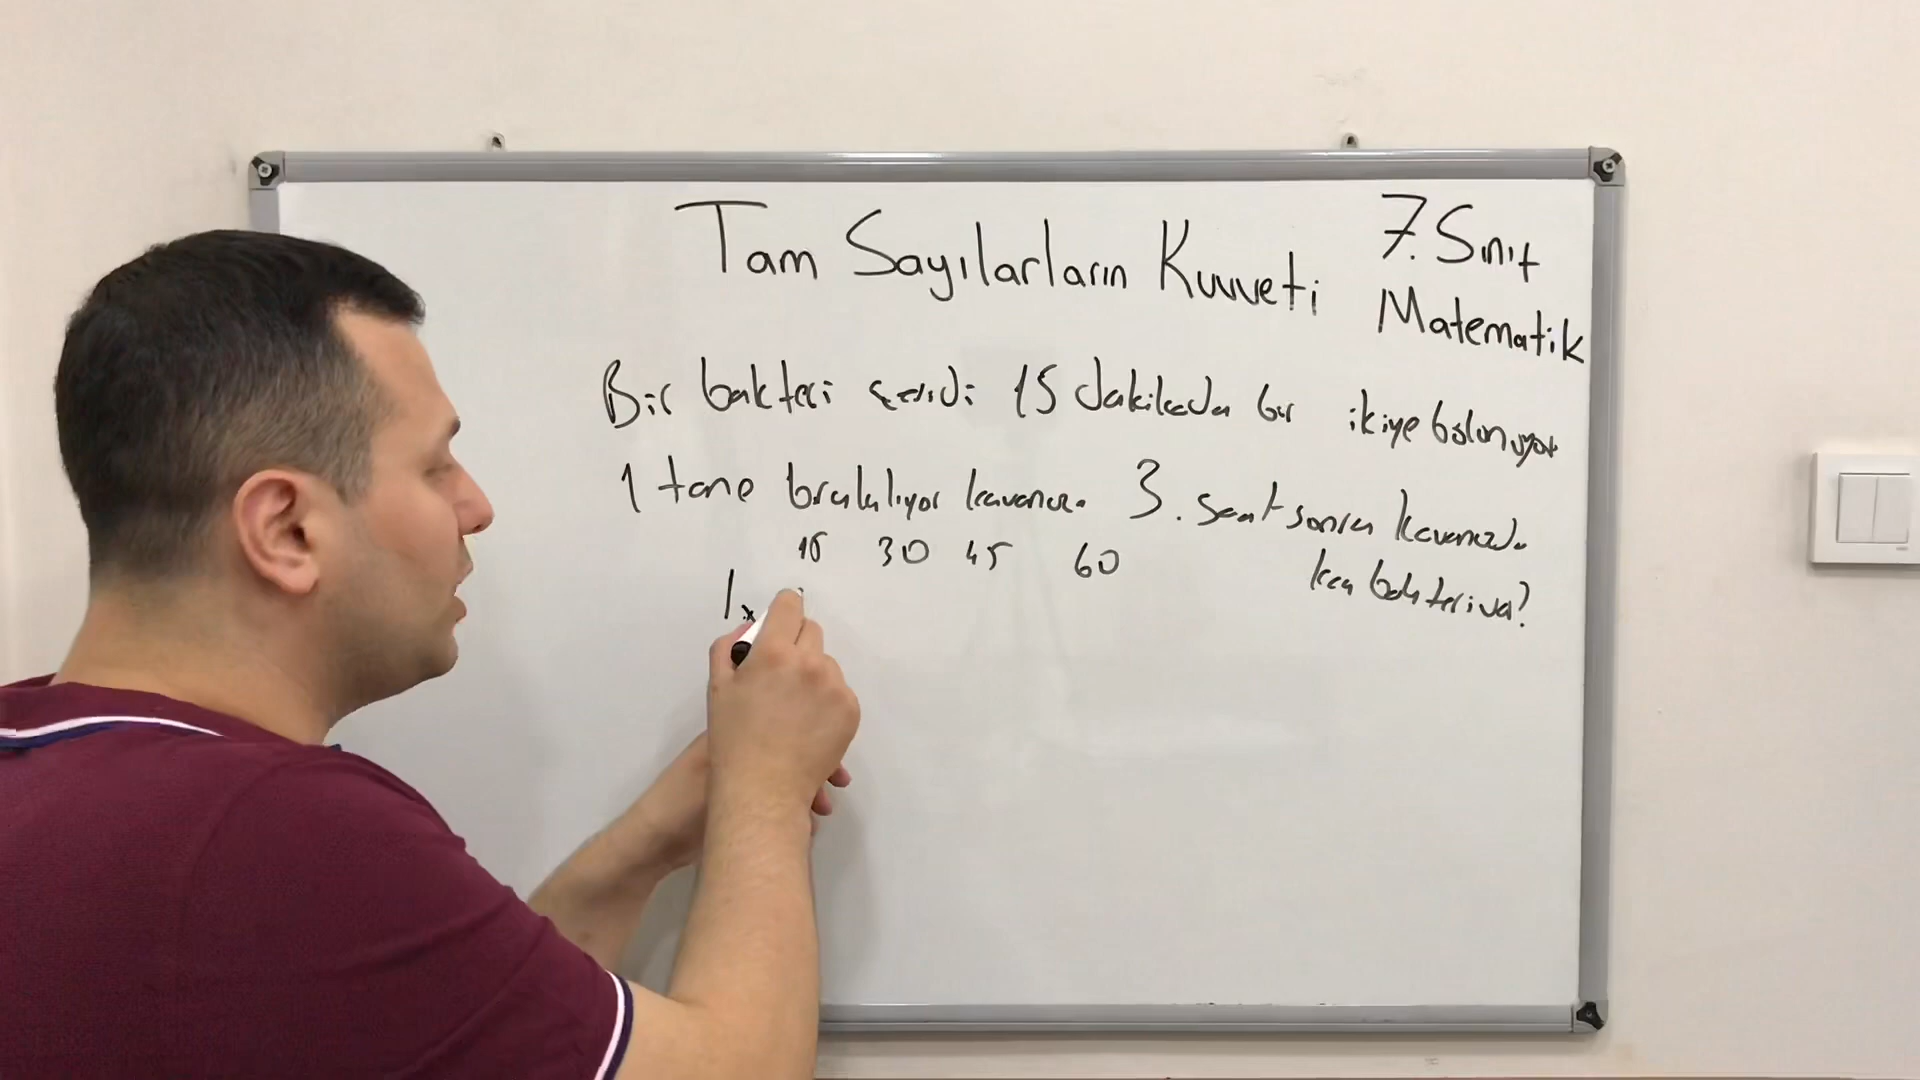 Tam Sayılarların Kuvveti
7. Sınıf
Matematik
Bir bakteri çeşidi 15 dakikada bir ikiye bölünüyor
1 tane bırakılıyor kavanoza. 3. saat sonra kavanozda
kaç bakteri var?
15 30 45 60
1x